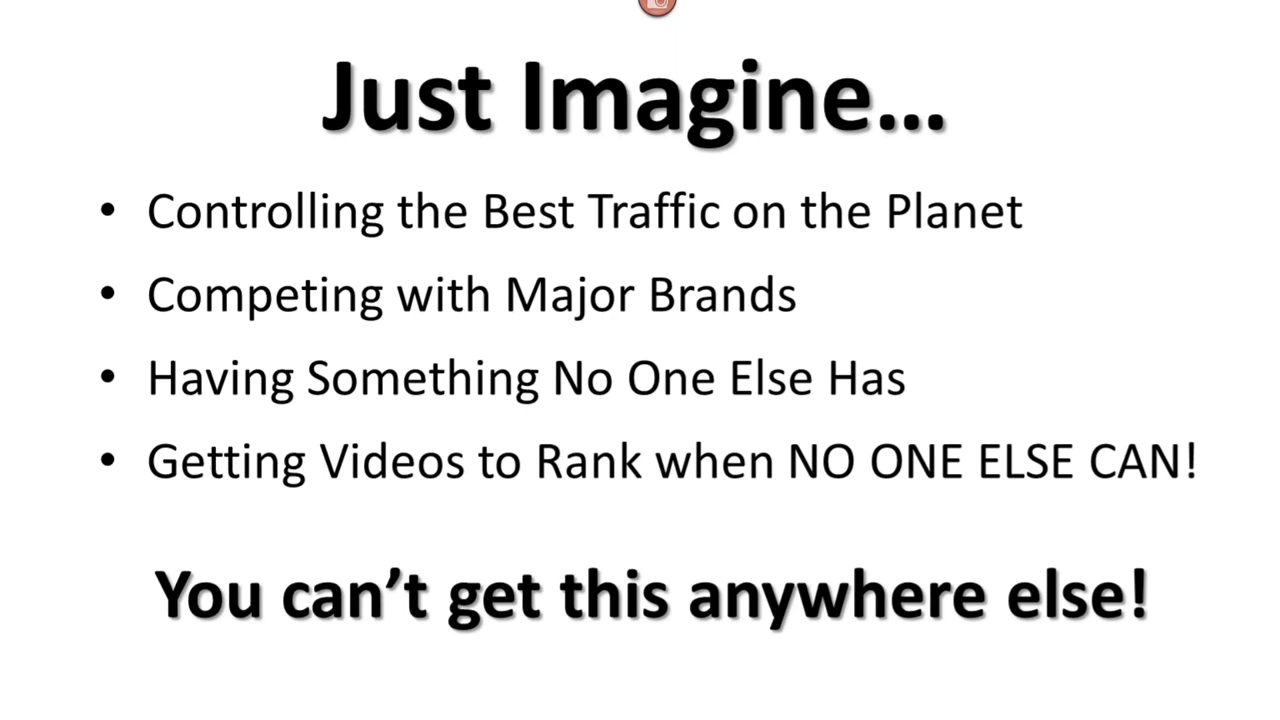 Just Imagine...
• Controlling the Best Traffic on the Planet
• Competing with Major Brands
• Having Something No One Else Has
• Getting Videos to Rank when NO ONE ELSE CAN!
You can’t get this anywhere else!